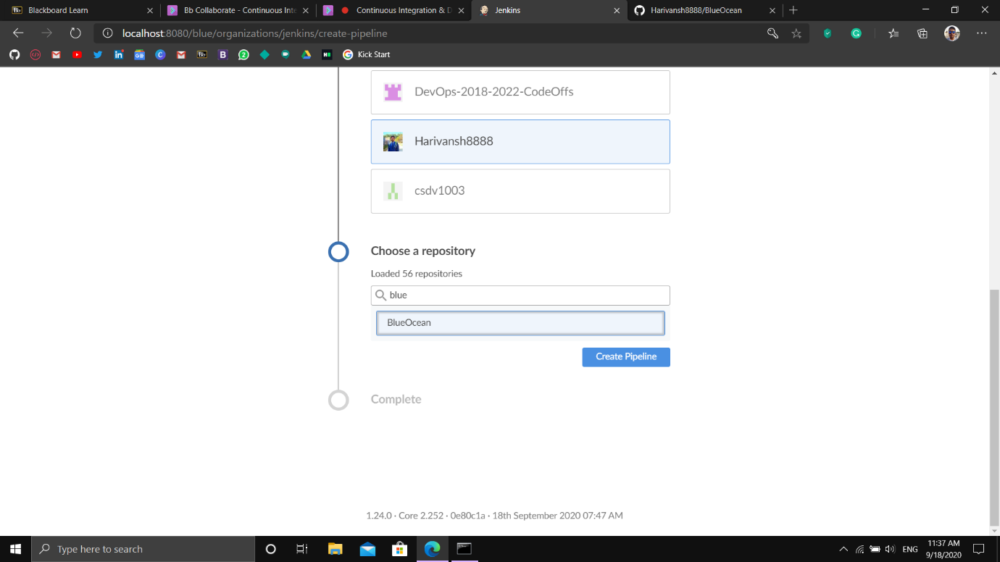 Blackboard Learn
Bb Collaborate - Continuous Inte
Continuous Integration & D
Jenkins
Harivansh8888/BlueOcean
localhost:8080/blue/organizations/jenkins/create-pipeline
Kick Start
DevOps-2018-2022-CodeOffs
Harivansh8888
csdv1003
Choose a repository
Loaded 56 repositories
blue
BlueOcean
Create Pipeline
Complete
1.24.0 · Core 2.252 · 0e80c1a · 18th September 2020 07:47 AM
Type here to search
ENG
11:37 AM
9/18/2020